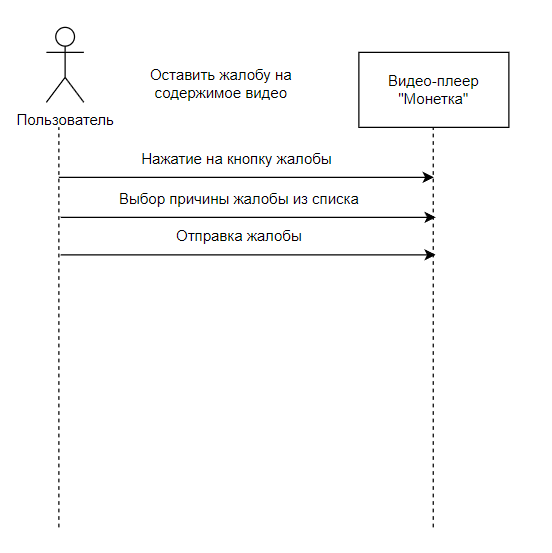 Оставить жалобу на
содержимое видео
Видео-плеер
"Монетка"
Пользователь
Нажатие на кнопку жалобы
Выбор причины жалобы из списка
Отправка жалобы